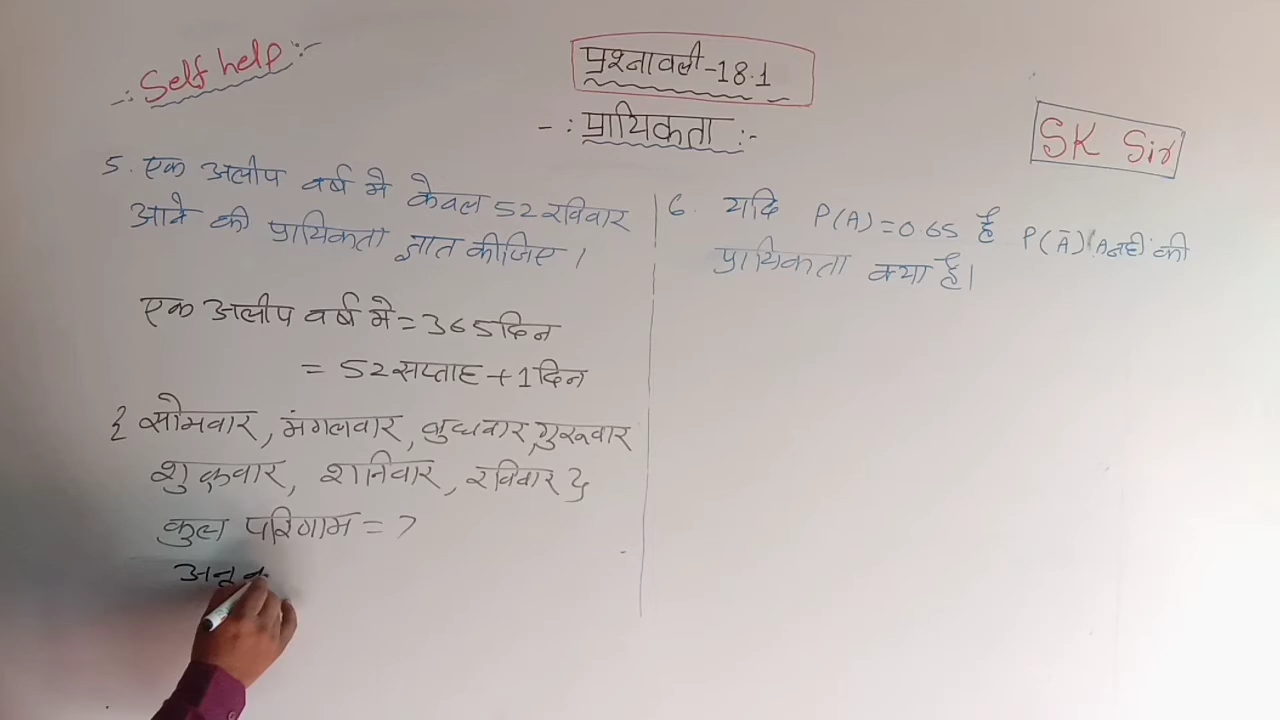 Self help :-
प्रश्नावली-18.1
-: प्रायिकता :-
SK Sir
5. एक अलीप वर्ष मे केवल 52 रविवार
आने की प्रायिकता ज्ञात कीजिए।
एक अलीप वर्ष मे = 365 दिन
= 52 सप्ताह + 1 दिन
{ सोमवार, मंगलवार, बुधवार, गुरूवार
शुक्रवार, शनिवार, रविवार }
कुल परिणाम = 7
अनूक
6. यदि P(A) = 0.65 है P(Ā) A नही की
प्रायिकता क्या है।